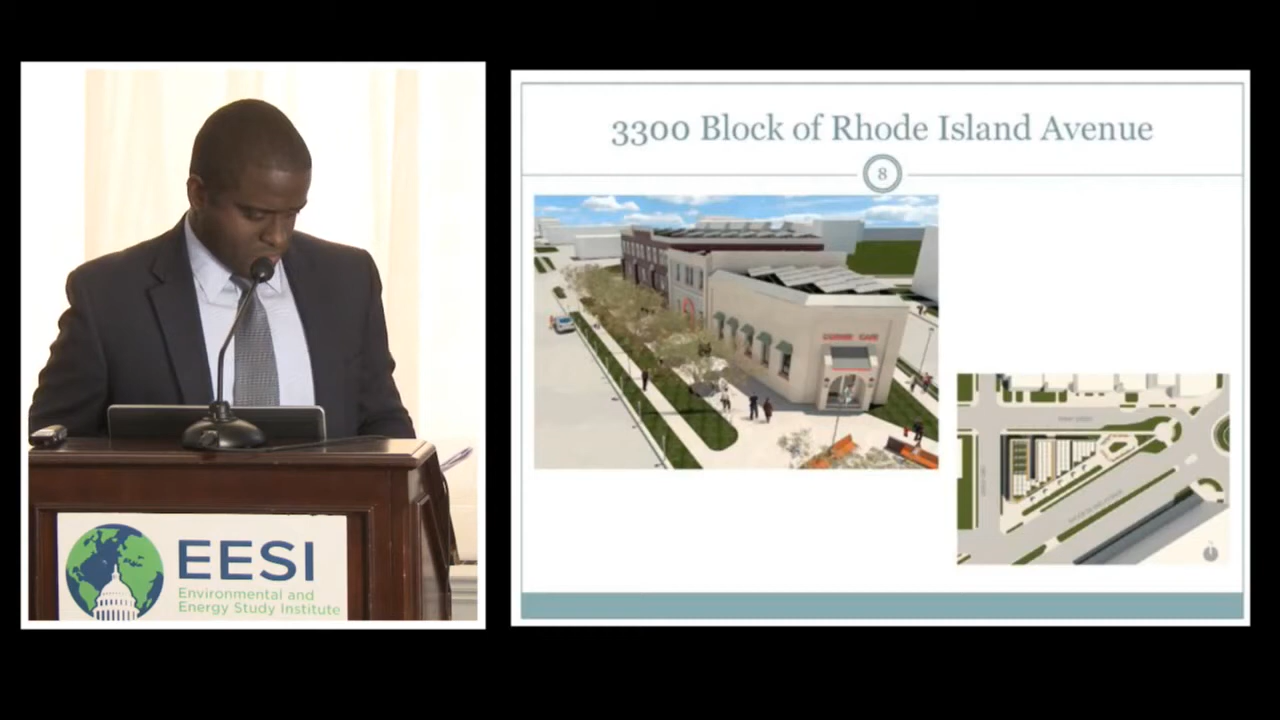 3300 Block of Rhode Island Avenue
8
EESI
Environmental and
Energy Study Institute